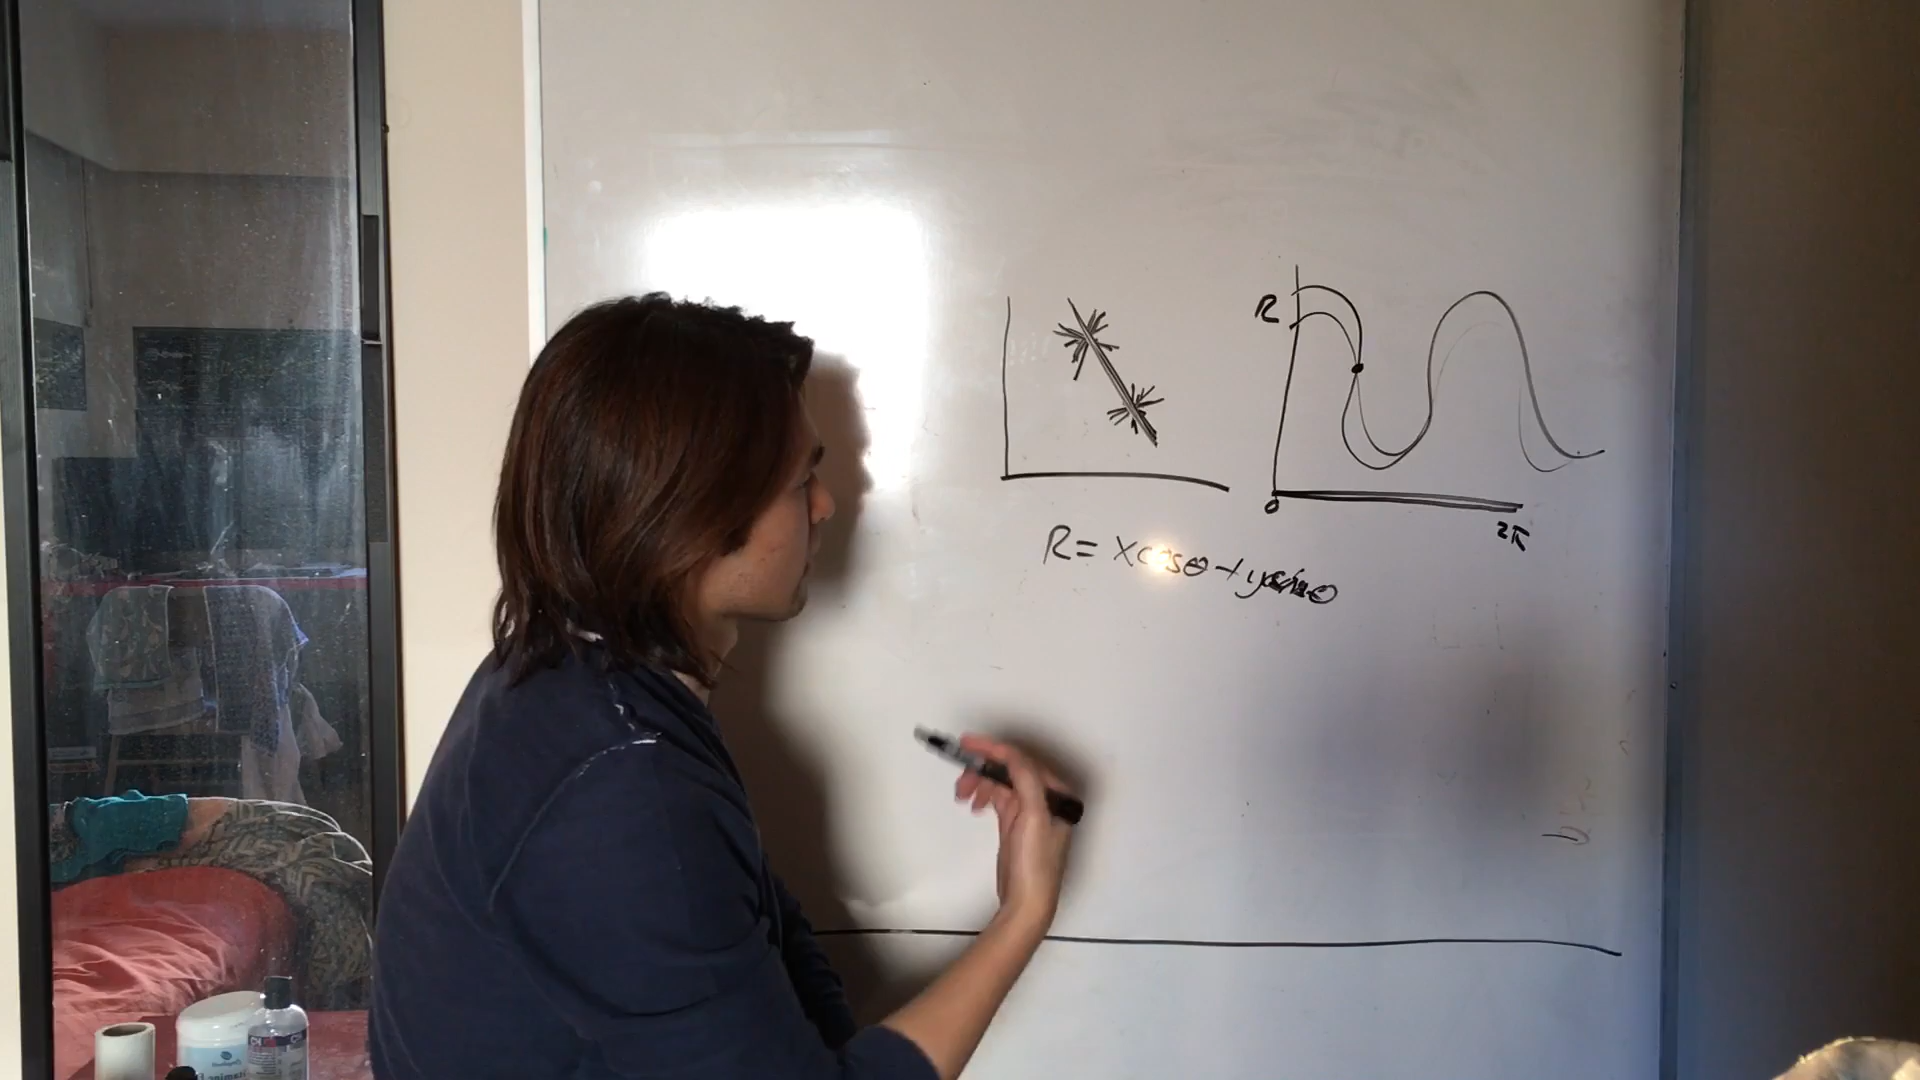 R
0
2π
R = xcosθ + ysinθ